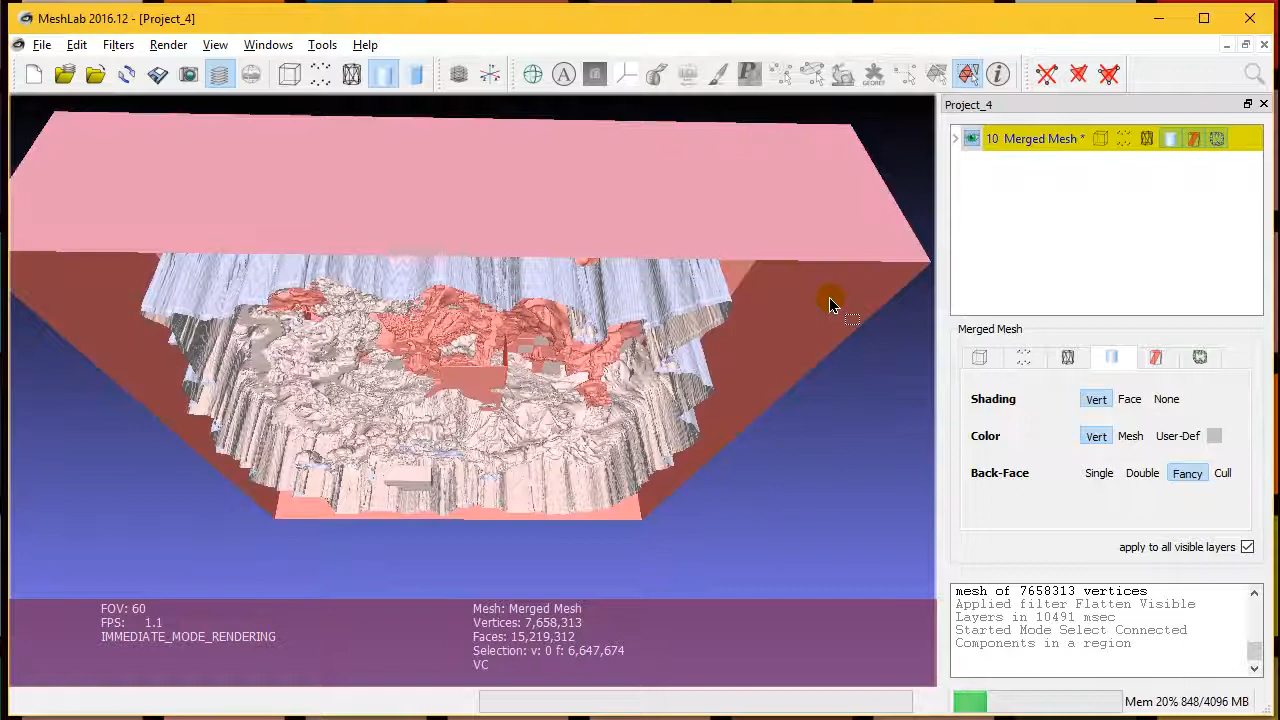 MeshLab 2016.12 - [Project_4]
File Edit Filters Render View Windows Tools Help
Project_4
10 Merged Mesh *
Merged Mesh
Shading Vert Face None
Color Vert Mesh User-Def
Back-Face Single Double Fancy Cull
apply to all visible layers
mesh of 7658313 vertices
Applied filter Flatten Visible
Layers in 10491 msec
Started Mode Select Connected
Components in a region
FOV: 60
FPS: 1.1
IMMEDIATE_MODE_RENDERING
Mesh: Merged Mesh
Vertices: 7,658,313
Faces: 15,219,312
Selection: v: 0 f: 6,647,674
VC
Mem 20% 848/4096 MB